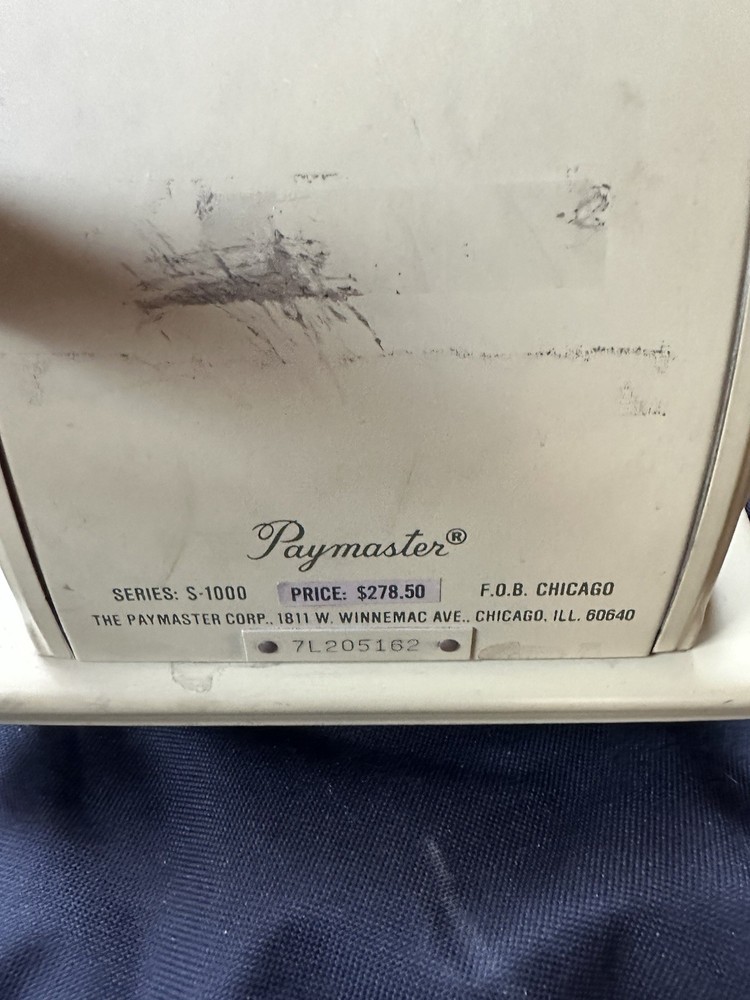 Paymaster®
SERIES: S-1000 PRICE: $278.50 F.O.B. CHICAGO
THE PAYMASTER CORP., 1811 W. WINNEMAC AVE., CHICAGO, ILL. 60640
7L205162